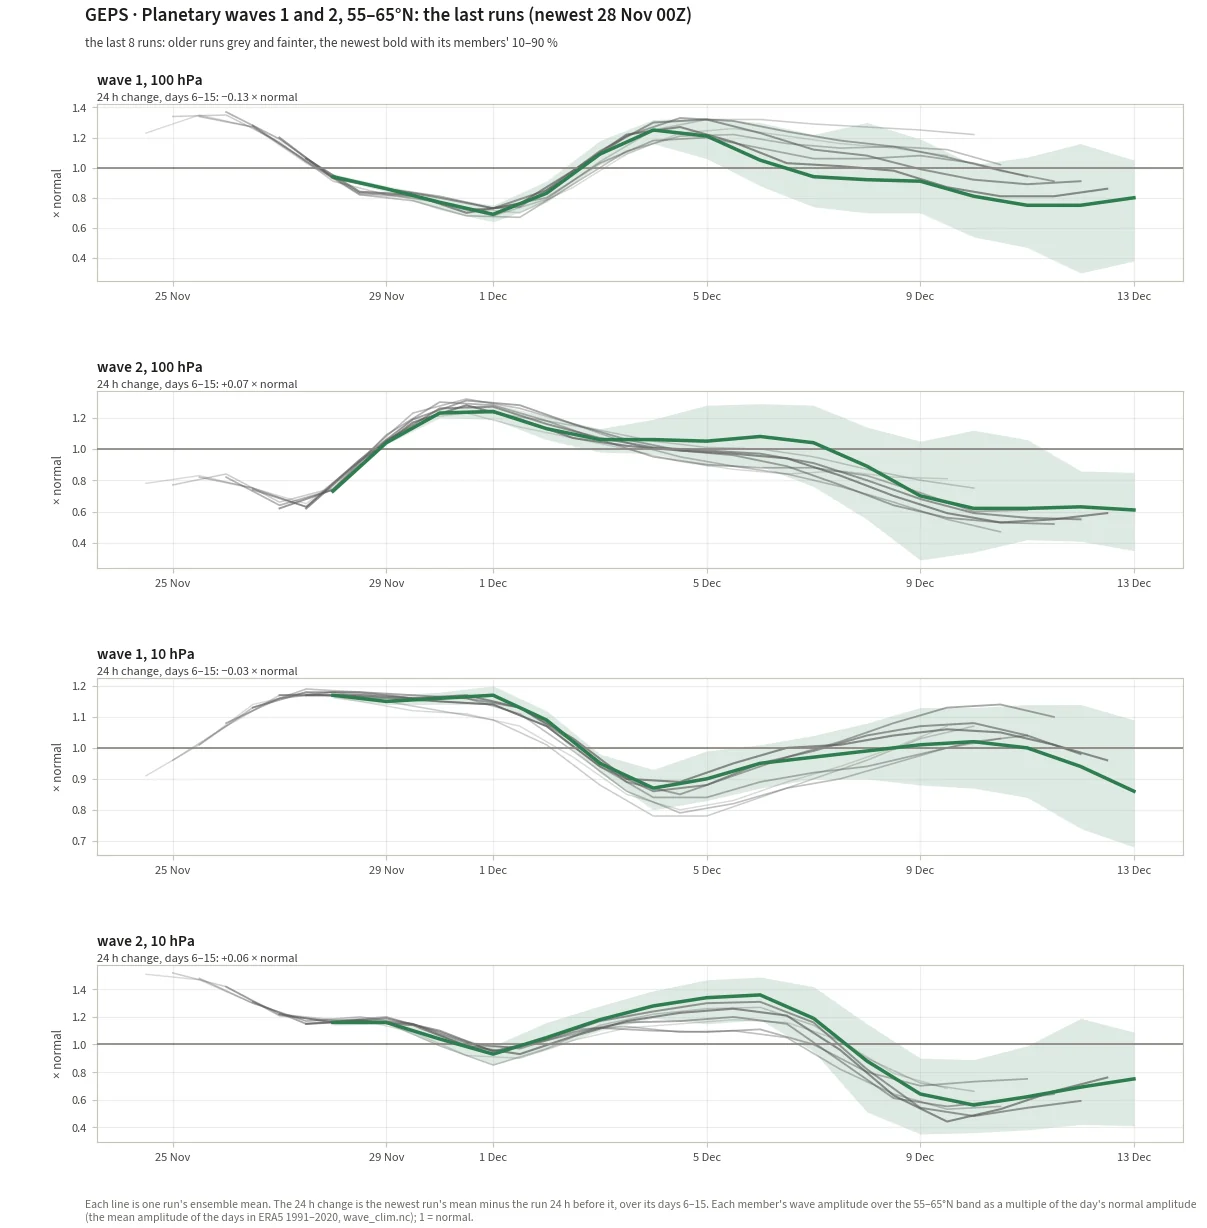 GEPS · Planetary waves 1 and 2, 55–65°N: the last runs (newest 28 Nov 00Z)
the last 8 runs: older runs grey and fainter, the newest bold with its members' 10–90 %
wave 1, 100 hPa
24 h change, days 6–15: −0.13 × normal
1.4
1.2
1.0
0.8
0.6
0.4
× normal
25 Nov 29 Nov 1 Dec 5 Dec 9 Dec 13 Dec
wave 2, 100 hPa
24 h change, days 6–15: +0.07 × normal
1.2
1.0
0.8
0.6
0.4
× normal
25 Nov 29 Nov 1 Dec 5 Dec 9 Dec 13 Dec
wave 1, 10 hPa
24 h change, days 6–15: −0.03 × normal
1.2
1.1
1.0
0.9
0.8
0.7
× normal
25 Nov 29 Nov 1 Dec 5 Dec 9 Dec 13 Dec
wave 2, 10 hPa
24 h change, days 6–15: +0.06 × normal
1.4
1.2
1.0
0.8
0.6
0.4
× normal
25 Nov 29 Nov 1 Dec 5 Dec 9 Dec 13 Dec
Each line is one run's ensemble mean. The 24 h change is the newest run's mean minus the run 24 h before it, over its days 6–15. Each member's wave amplitude over the 55–65°N band as a multiple of the day's normal amplitude
(the mean amplitude of the days in ERA5 1991–2020, wave_clim.nc); 1 = normal.